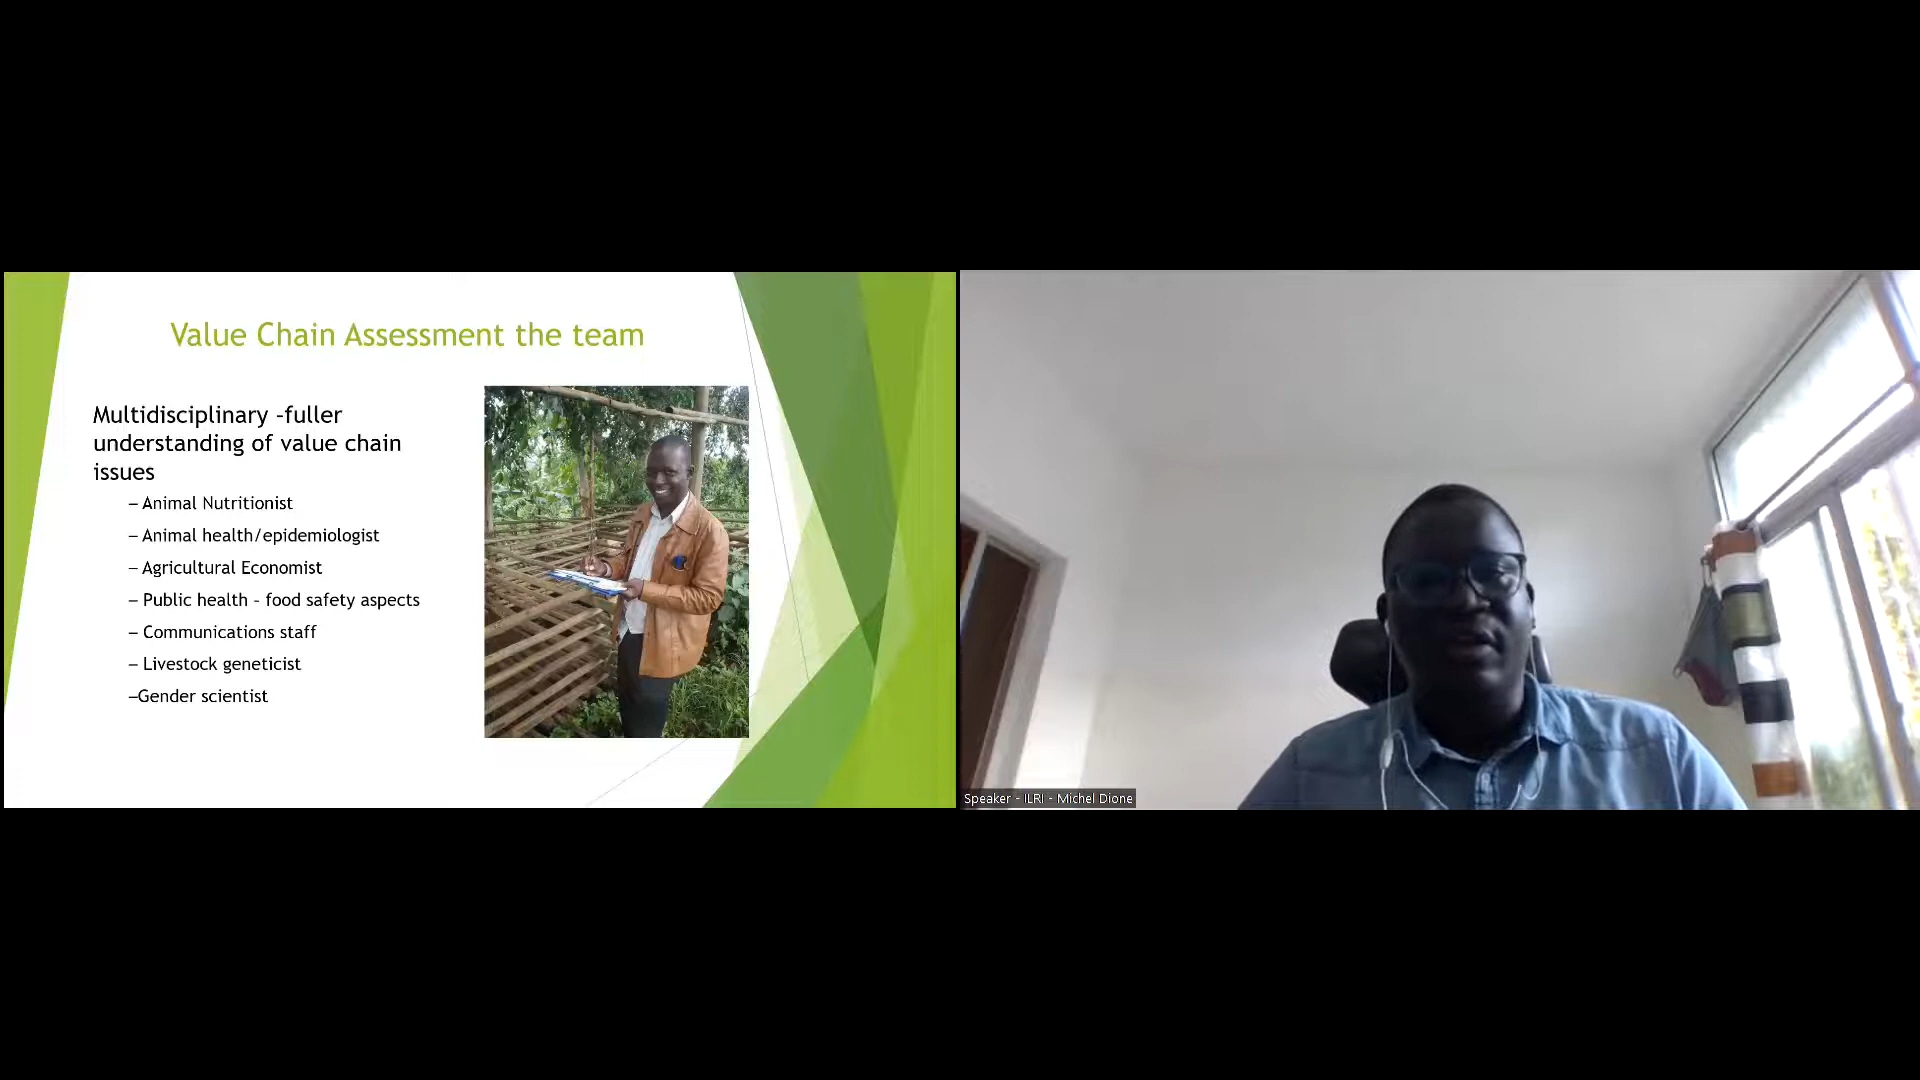 Value Chain Assessment the team
Multidisciplinary –fuller
understanding of value chain
issues
– Animal Nutritionist
– Animal health/epidemiologist
– Agricultural Economist
– Public health – food safety aspects
– Communications staff
– Livestock geneticist
–Gender scientist
Speaker - ILRI - Michel Dione